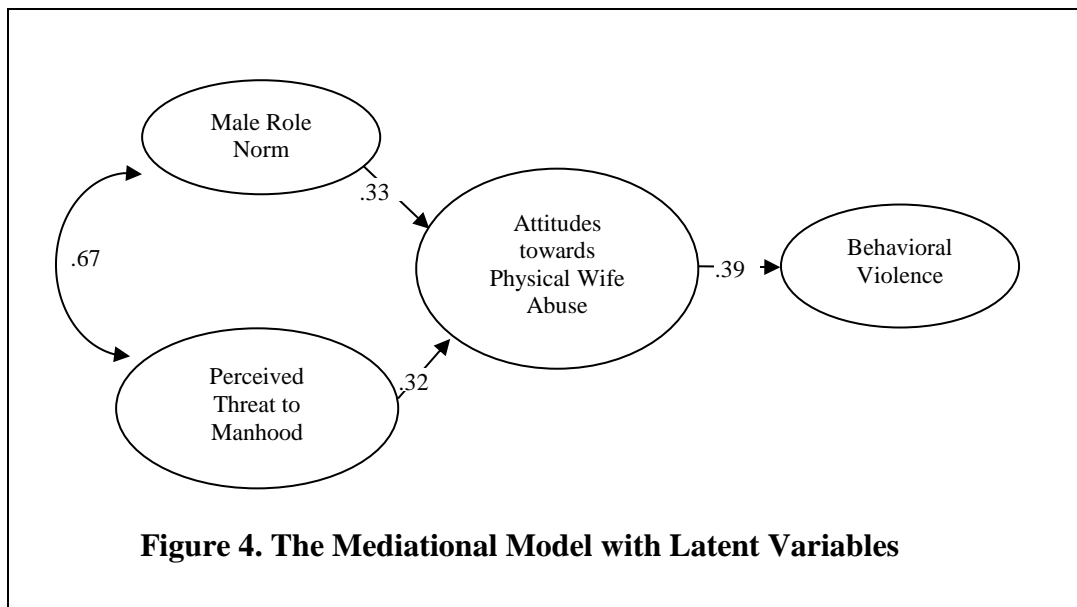 Male Role
Norm
.33
.67
Attitudes
towards
Physical Wife
Abuse
.39
Behavioral
Violence
Perceived
Threat to
Manhood
.32
Figure 4. The Mediational Model with Latent Variables